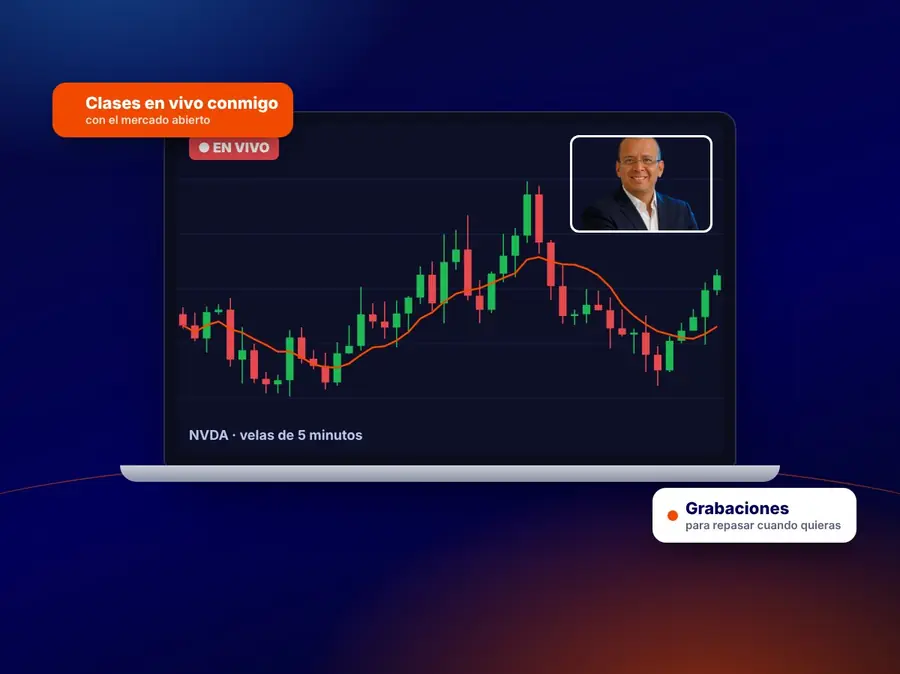 Clases en vivo conmigo
con el mercado abierto
EN VIVO
NVDA · velas de 5 minutos
Grabaciones
para repasar cuando quieras